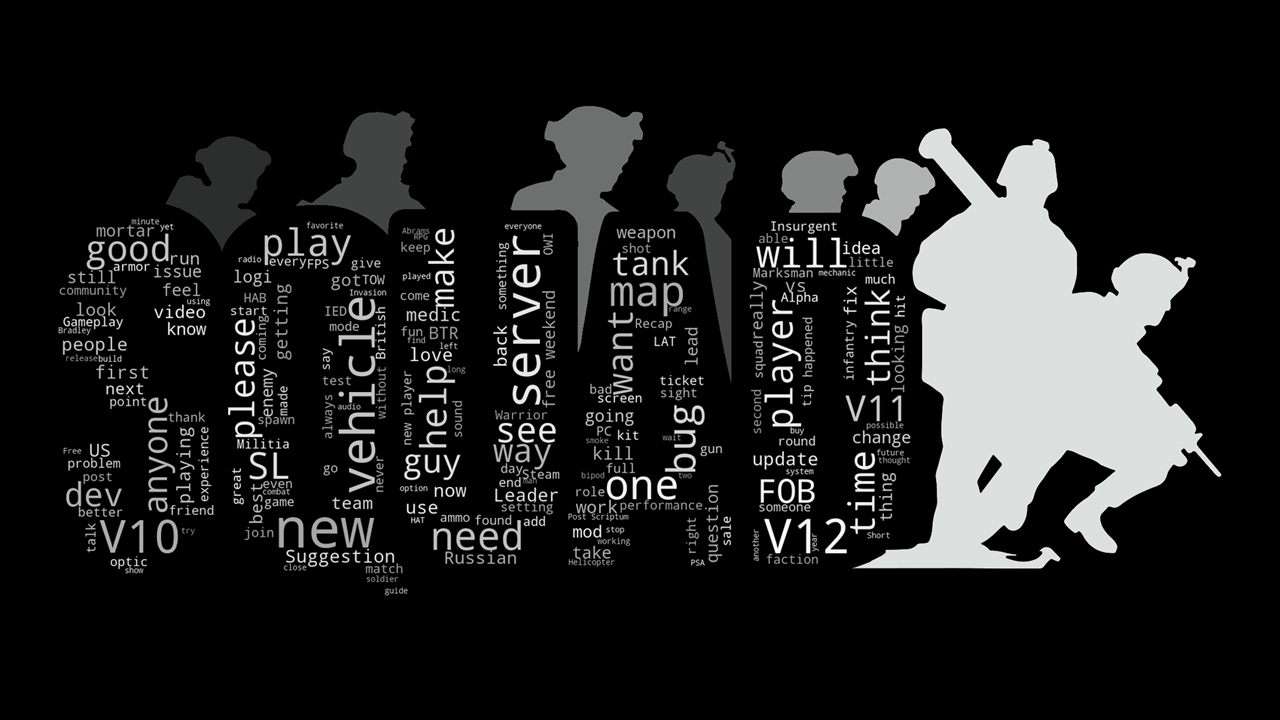 minute
yet
mortar
good
run
armor
still
issue
community
feel
using
look
video
Gameplay
know
Bradley
people
release
build
first
next
point
anyone
thank
playing
experience
Free
US
problem
post
dev
better
friend
talk
V10
try
optic
show
favorite
play
radio
every
FPS
give
logi
got
TOW
HAB
getting
Invasion
start
IED
coming
mode
please
vehicle
British
say
enemy
made
test
without
always
audio
spawn
Militia
SL
go
never
great
even
combat
best
game
team
join
new
Suggestion
close
match
soldier
guide
Abrams
RPG
keep
make
played
come
medic
fun
BTR
find
left
love
help
long
new player
sound
guy
option
now
use
HAT
ammo
found
add
need
Russian
everyone
something
server
OWI
back
free weekend
Warrior
see
way
day
Steam
end
man
Leader
setting
weapon
shot
tank
map
range
Recap
want
LAT
lead
ticket
bad
screen
sight
going
bug
PC
kit
smoke
wait
kill
gun
full
bipod
one
two
role
work
performance
Post Scriptum
mod
stop
working
take
Helicopter
right
question
sale
PSA
Insurgent
able
will
idea
little
Marksman
mechanic
vs
much
really
Alpha
fix
squad
player
think
hit
tip
happened
infantry
looking
second
V11
possible
buy
round
change
update
future
thought
system
FOB
time
thing
someone
V12
another
year
Short
faction